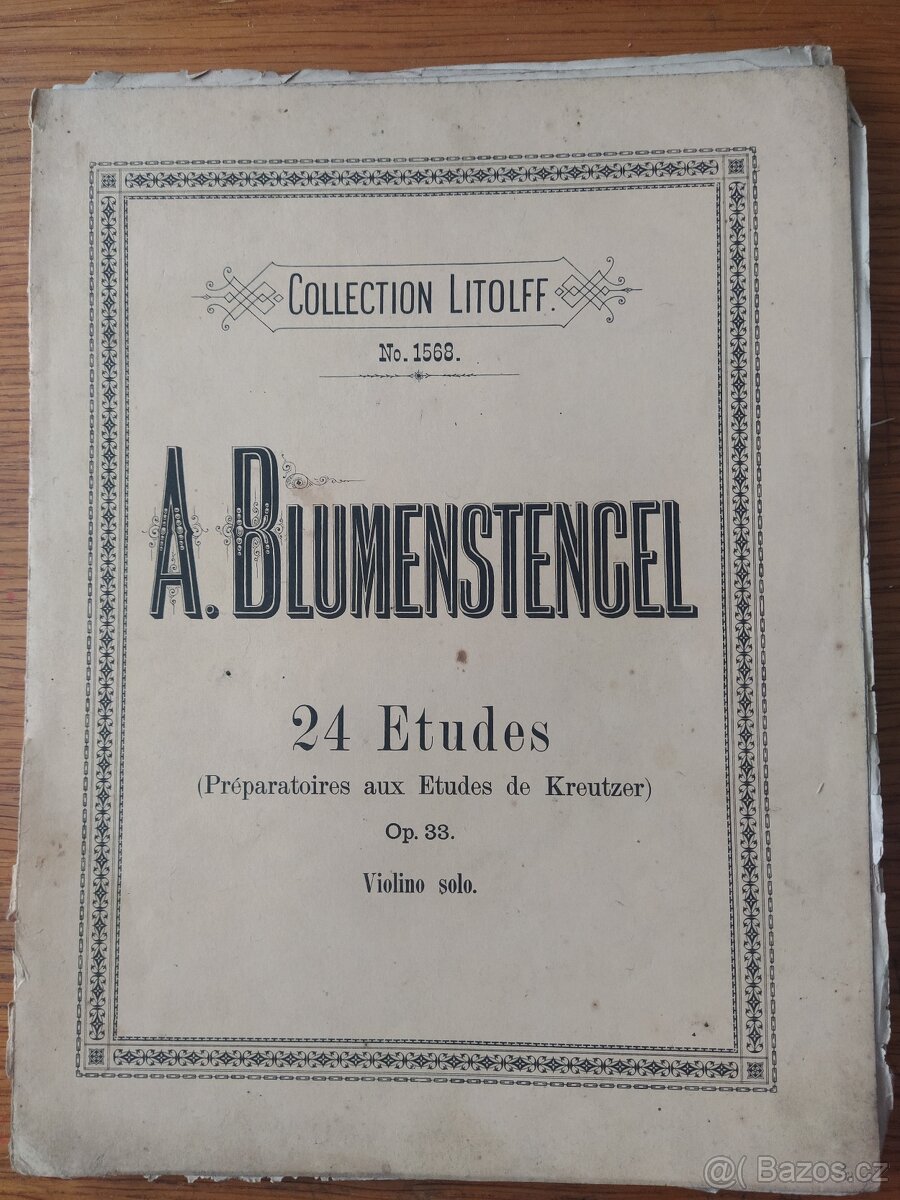 COLLECTION LITOLFF.
No. 1568.
A. BLUMENSTENGEL
24 Etudes
(Préparatoires aux Etudes de Kreutzer)
Op. 33.
Violino solo.
@( Bazos.cz